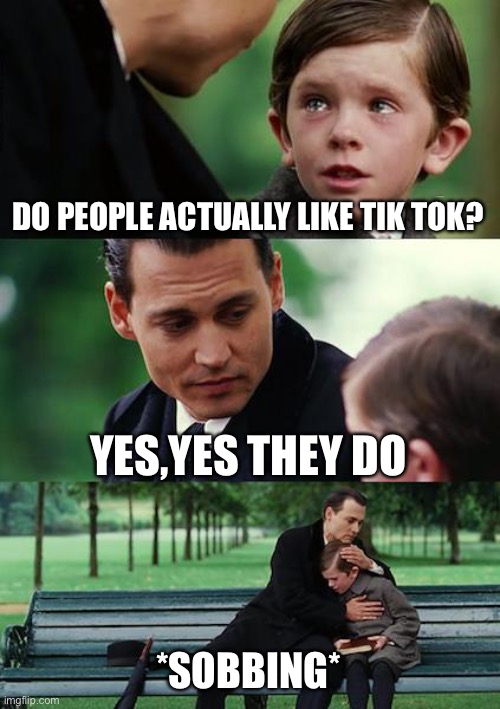 DO PEOPLE ACTUALLY LIKE TIK TOK?
YES,YES THEY DO
*SOBBING*
imgflip.com